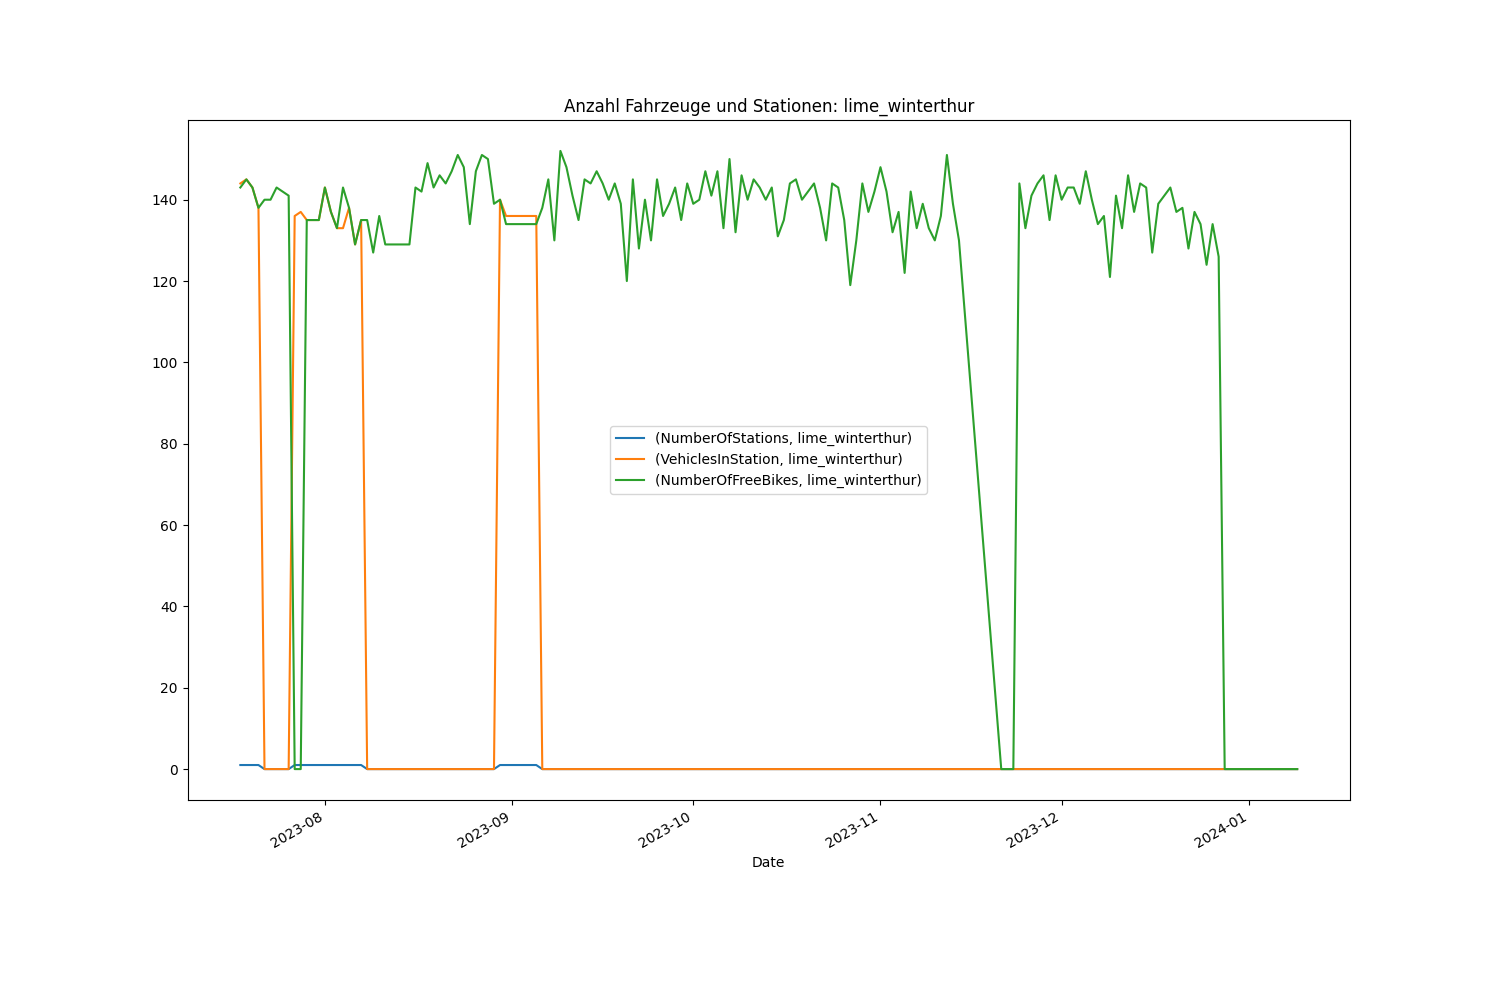 Anzahl Fahrzeuge und Stationen: lime_winterthur
140
120
100
80
60
40
20
0
(NumberOfStations, lime_winterthur)
(VehiclesInStation, lime_winterthur)
(NumberOfFreeBikes, lime_winterthur)
2023-08
2023-09
2023-10
2023-11
2023-12
2024-01
Date